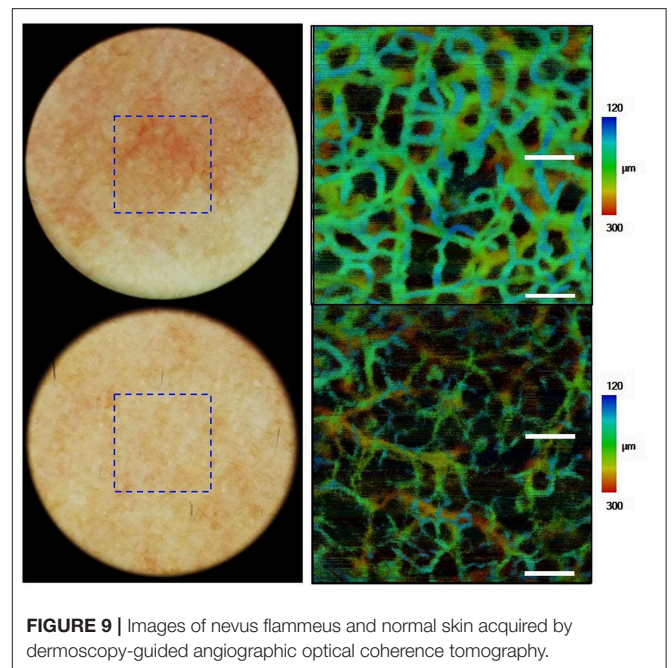 120
μm
300
120
μm
300
FIGURE 9 | Images of nevus flammeus and normal skin acquired by
dermoscopy-guided angiographic optical coherence tomography.